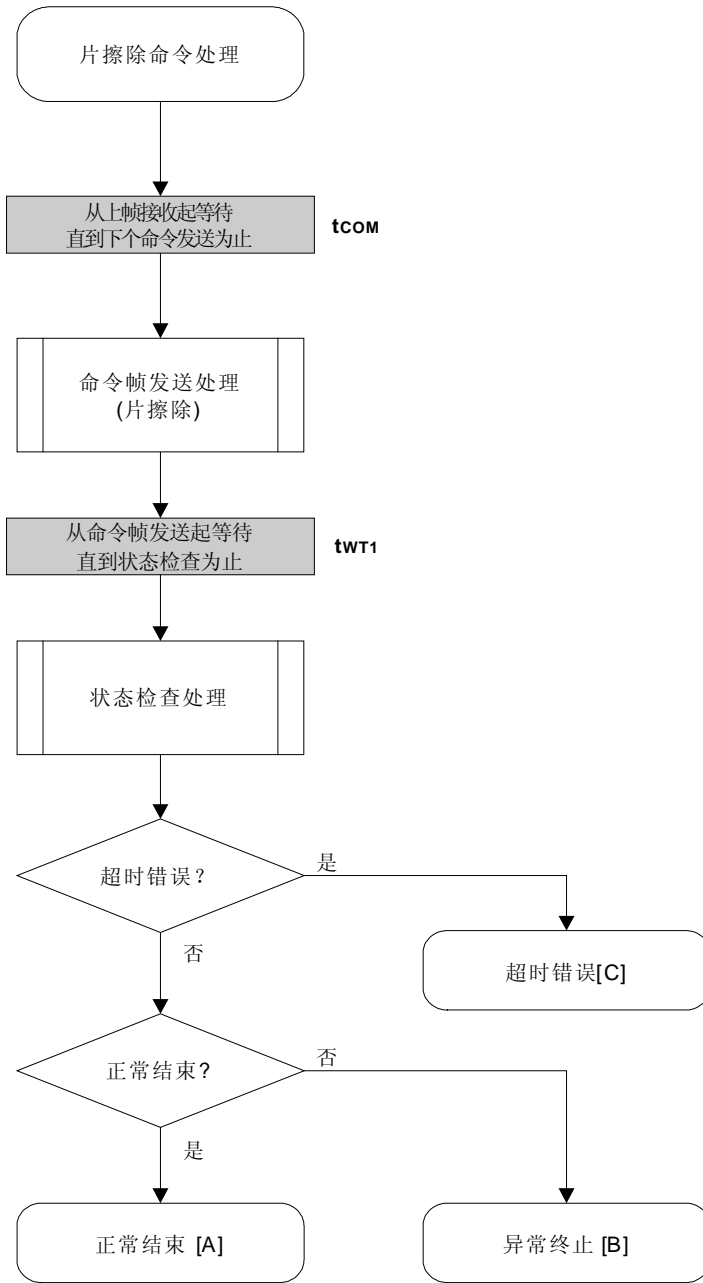 片擦除命令处理
从上帧接收起等待
直到下个命令发送为止
tCOM
命令帧发送处理
(片擦除)
从命令帧发送起等待
直到状态检查为止
tWT1
状态检查处理
超时错误？
是
否
超时错误[C]
正常结束?
否
是
正常结束 [A]
异常终止 [B]